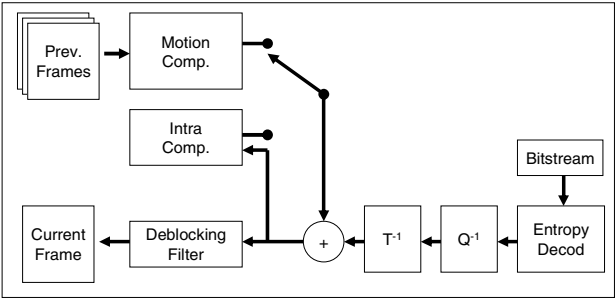 Prev.
Frames
Motion
Comp.
Intra
Comp.
Bitstream
Current
Frame
Deblocking
Filter
+
T-1
Q-1
Entropy
Decod